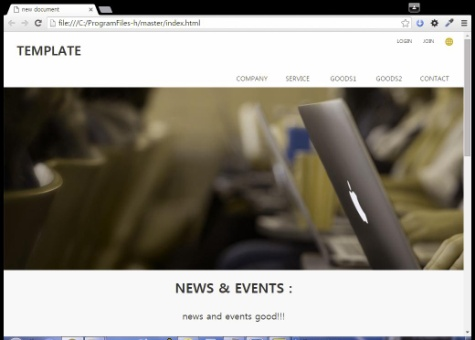 new document
file:///C:/ProgramFiles-h/master/index.html
LOGIN JOIN
TEMPLATE
COMPANY SERVICE GOODS1 GOODS2 CONTACT
NEWS & EVENTS :
news and events good!!!